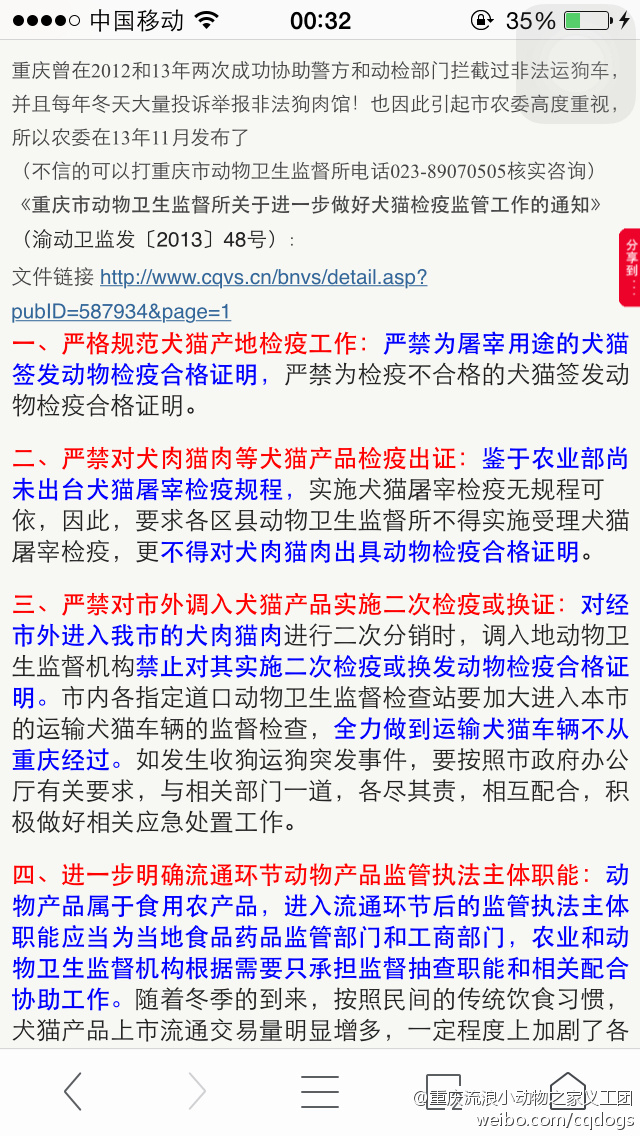 中国移动 00:32 35%
重庆曾在2012和13年两次成功协助警方和动检部门拦截过非法运狗车，
并且每年冬天大量投诉举报非法狗肉馆！也因此引起市农委高度重视，
所以农委在13年11月发布了
（不信的可以打重庆市动物卫生监督所电话023-89070505核实咨询）
《重庆市动物卫生监督所关于进一步做好犬猫检疫监管工作的通知》
（渝动卫监发〔2013〕48号）:
分享到
文件链接 http://www.cqvs.cn/bnvs/detail.asp?
pubID=587934&page=1
一、严格规范犬猫产地检疫工作：严禁为屠宰用途的犬猫
签发动物检疫合格证明，严禁为检疫不合格的犬猫签发动
物检疫合格证明。
二、严禁对犬肉猫肉等犬猫产品检疫出证：鉴于农业部尚
未出台犬猫屠宰检疫规程，实施犬猫屠宰检疫无规程可
依，因此，要求各区县动物卫生监督所不得实施受理犬猫
屠宰检疫，更不得对犬肉猫肉出具动物检疫合格证明。
三、严禁对市外调入犬猫产品实施二次检疫或换证：对经
市外进入我市的犬肉猫肉进行二次分销时，调入地动物卫
生监督机构禁止对其实施二次检疫或换发动物检疫合格证
明。市内各指定道口动物卫生监督检查站要加大进入本市
的运输犬猫车辆的监督检查，全力做到运输犬猫车辆不从
重庆经过。如发生收狗运狗突发事件，要按照市政府办公
厅有关要求，与相关部门一道，各尽其责，相互配合，积
极做好相关应急处置工作。
四、进一步明确流通环节动物产品监管执法主体职能：动
物产品属于食用农产品，进入流通环节后的监管执法主体
职能应当为当地食品药品监管部门和工商部门，农业和动
物卫生监督机构根据需要只承担监督抽查职能和相关配合
协助工作。随着冬季的到来，按照民间的传统饮食习惯，
犬猫产品上市流通交易量明显增多，一定程度上加剧了各
2
@重庆流浪小动物之家义工团
weibo.com/cqdogs